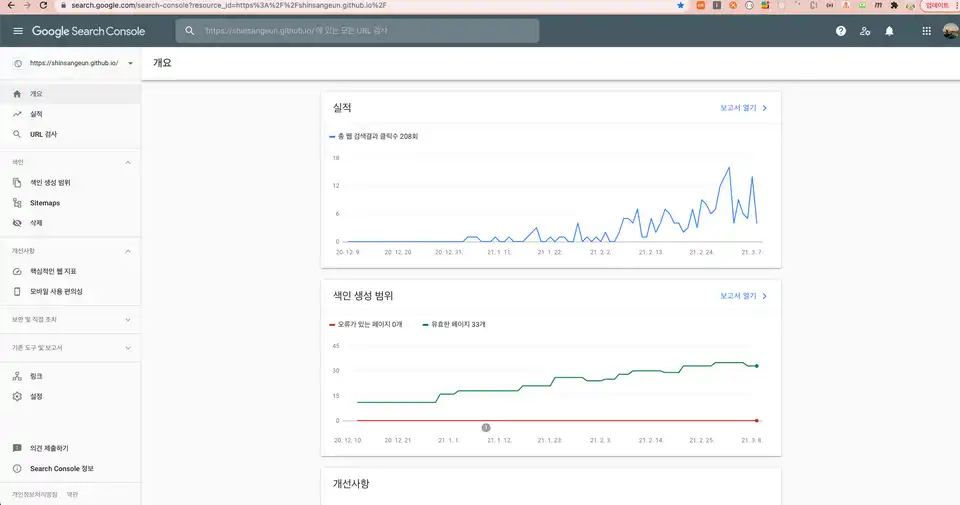 search.google.com/search-console?resource_id=https%3A%2F%2Fshinsangeun.github.io%2F
업데이트
Google Search Console
'https://shinsangeun.github.io/'에 있는 모든 URL 검사
https://shinsangeun.github.io/
개요
개요
실적
URL 검사
색인
색인 생성 범위
Sitemaps
삭제
개선사항
핵심적인 웹 지표
모바일 사용 편의성
보안 및 직접 조치
기존 도구 및 보고서
링크
설정
의견 제출하기
Search Console 정보
개인정보처리방침 약관
실적
보고서 열기
총 웹 검색결과 클릭수 208회
18
12
6
0
20. 12. 9. 20. 12. 20 20. 12. 31. 21. 1. 11. 21. 1. 22. 21. 2. 2. 21. 2. 13. 21. 2. 24. 21. 3. 7.
색인 생성 범위
보고서 열기
오류가 있는 페이지 0개 유효한 페이지 33개
45
30
15
0
1
20. 12. 10 20. 12. 21 21. 1. 1. 21. 1. 12. 21. 1. 23. 21. 2. 3. 21. 2. 14. 21. 2. 25. 21. 3. 8.
개선사항